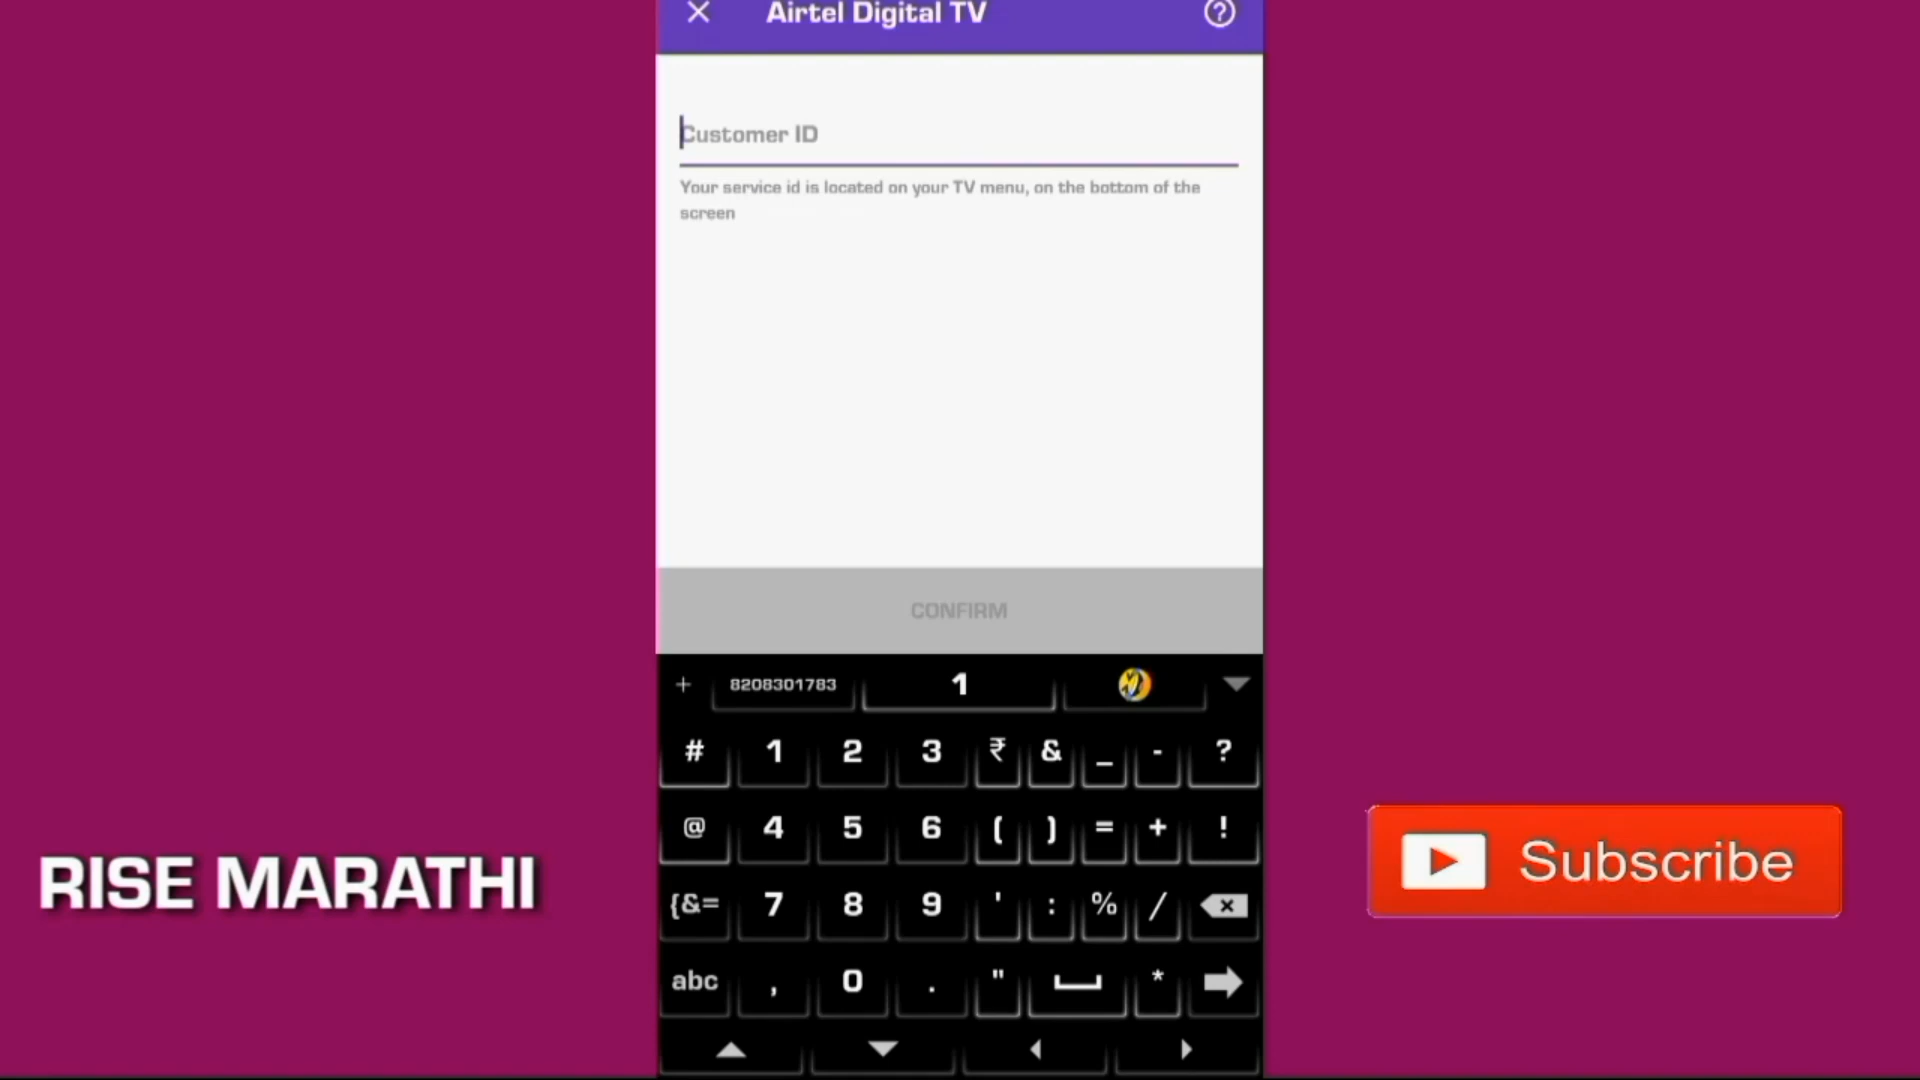 Airtel Digital TV
Customer ID
Your service id is located on your TV menu, on the bottom of the
screen
CONFIRM
+ 8208301783 1
# 1 2 3 ₹ & _ - ?
@ 4 5 6 ( ) = + !
{&= 7 8 9 ' : % /
abc , 0 . " *
RISE MARATHI
Subscribe